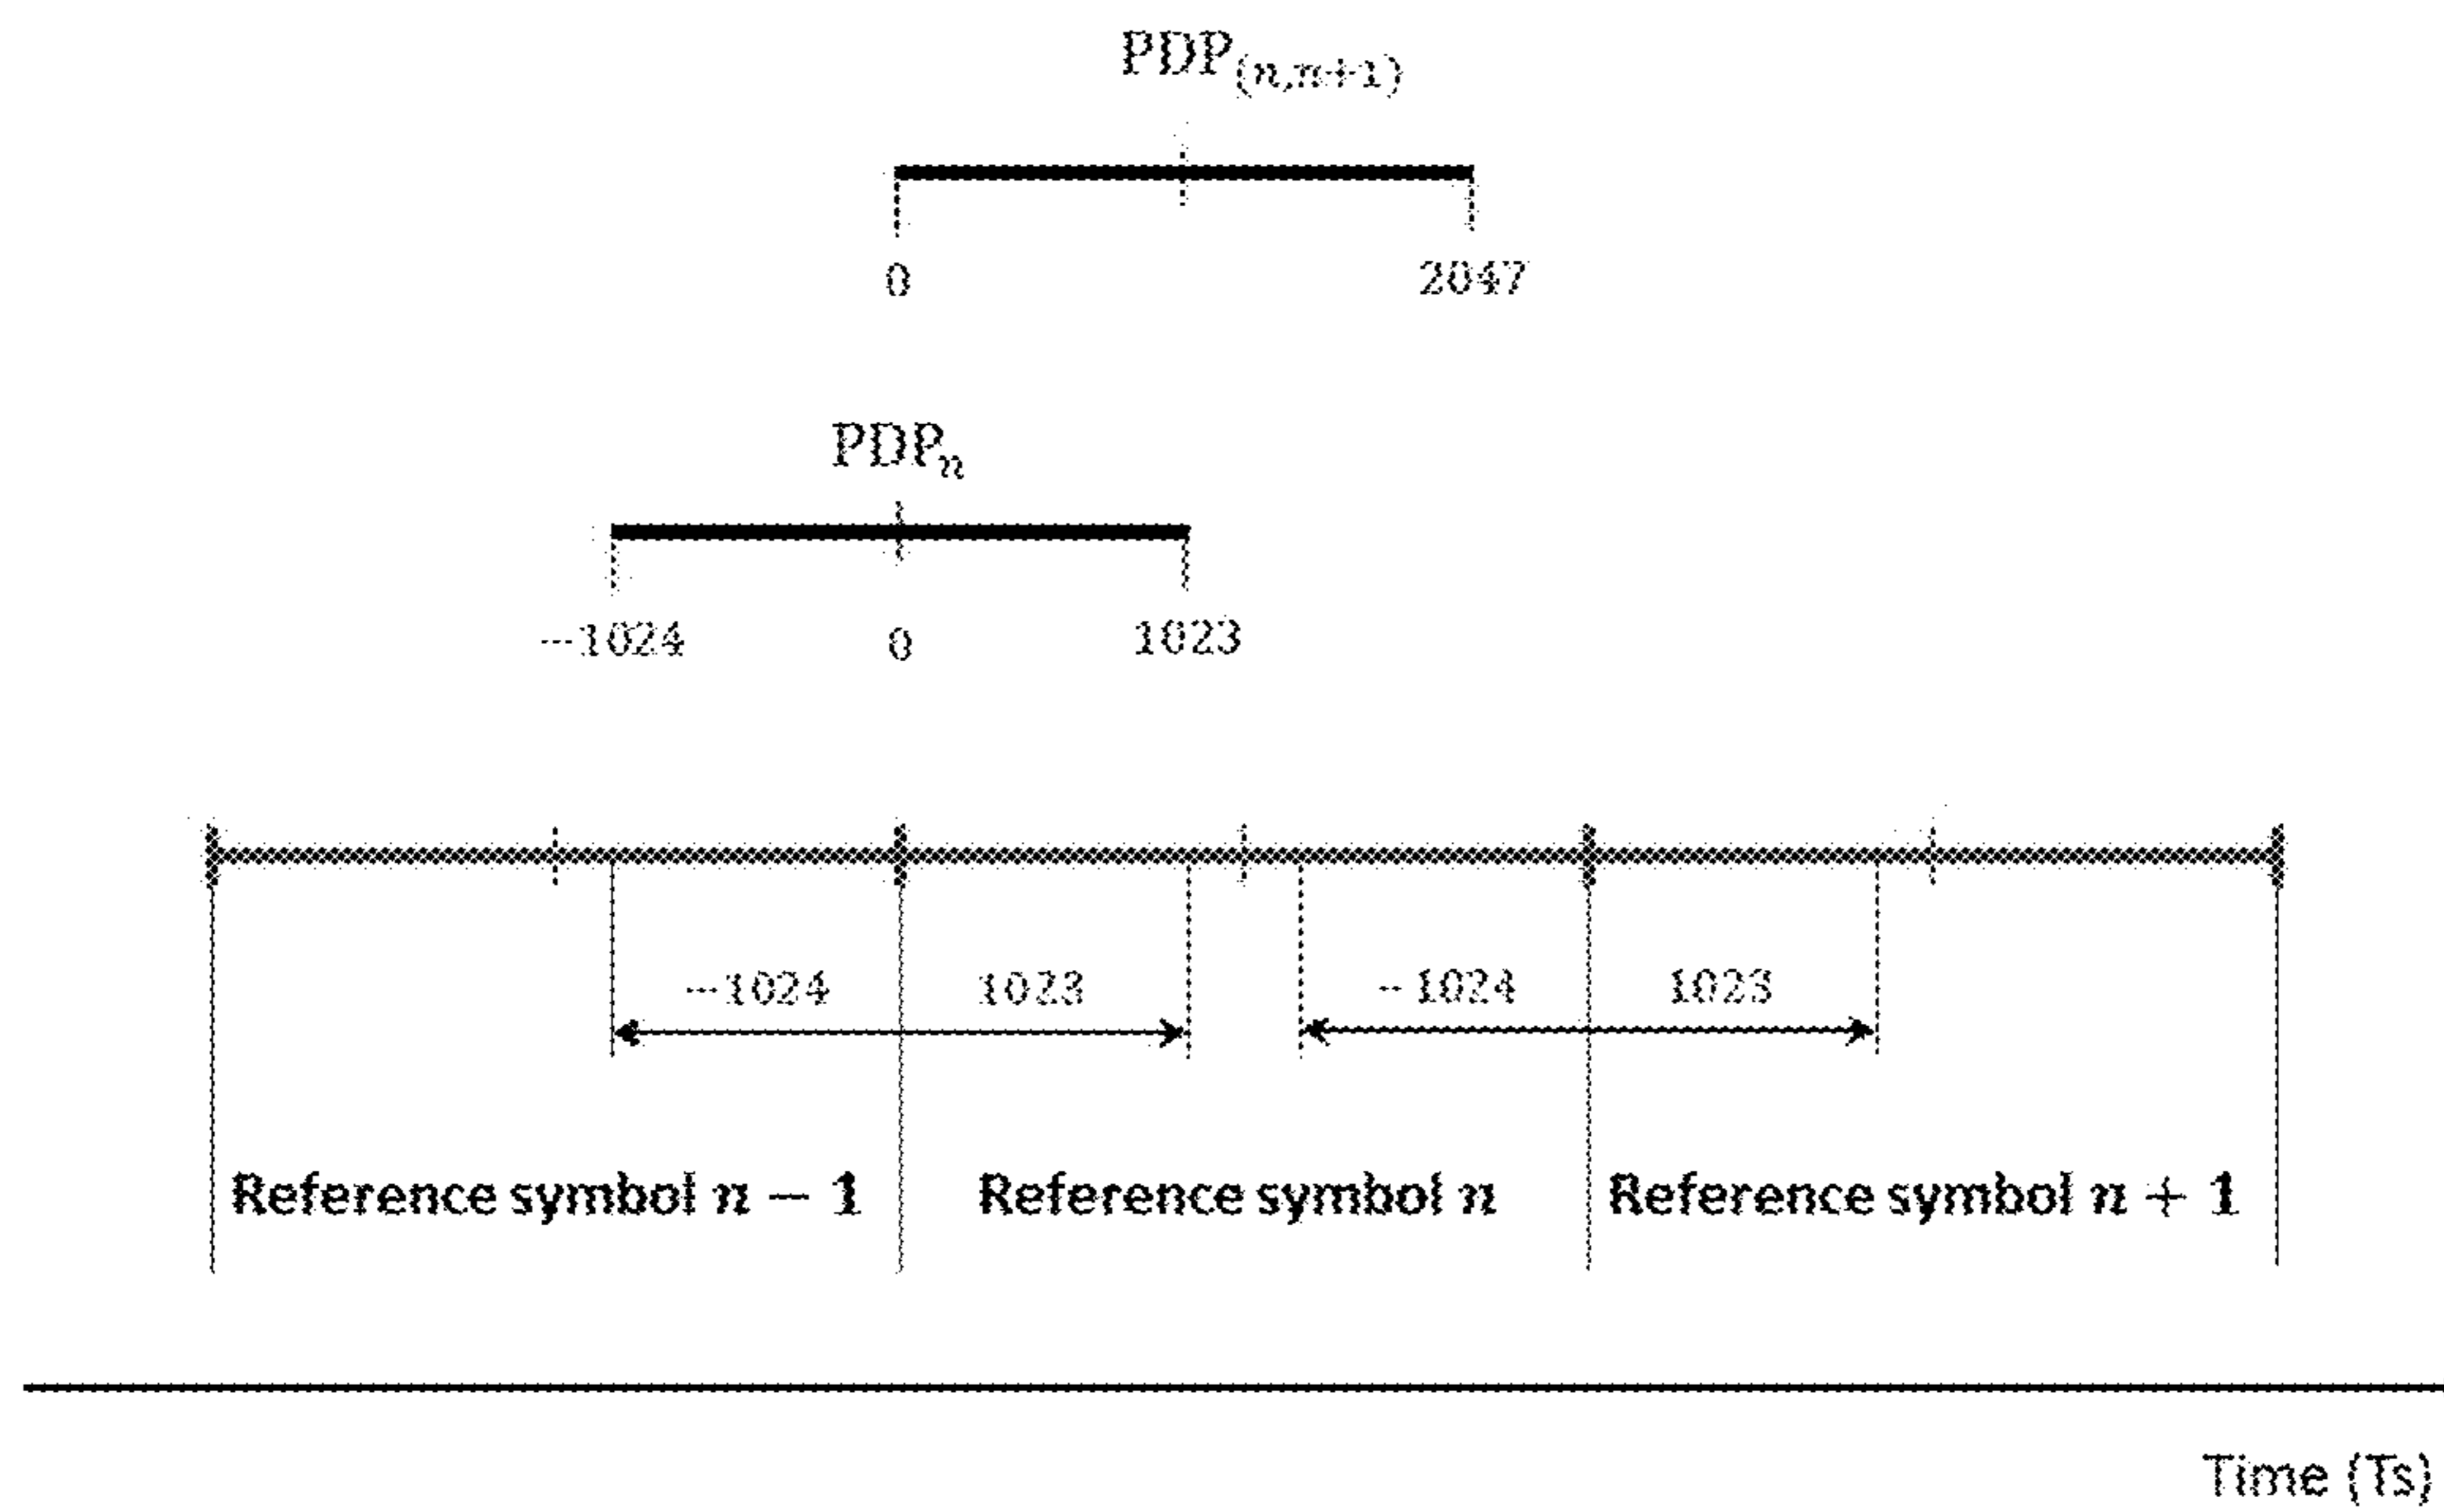 PDP(n,n+1)
0 2047
PDPn
-1024 0 1023
-1024 1023 -1024 1023
Reference symbol n − 1 Reference symbol n Reference symbol n + 1
Time (Ts)